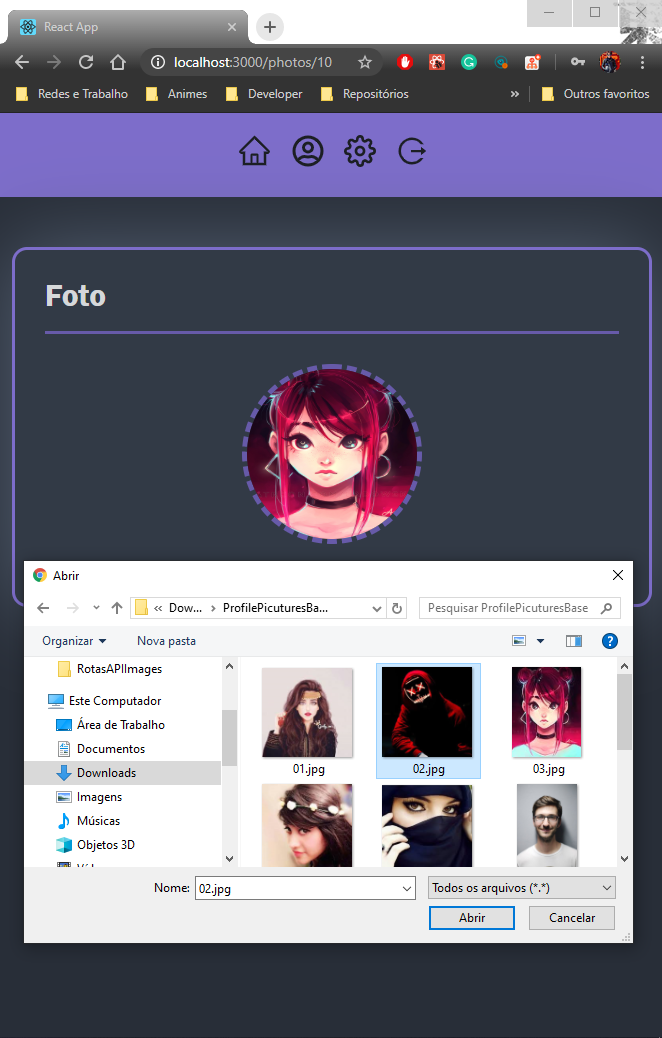 React App
localhost:3000/photos/10
Redes e Trabalho Animes Developer Repositórios » Outros favoritos
Foto
Abrir
« Dow... › ProfilePicuturesBa... Pesquisar ProfilePicuturesBase
Organizar Nova pasta
RotasAPIImages
Este Computador
Área de Trabalho
Documentos
Downloads
Imagens
Músicas
Objetos 3D
01.jpg 02.jpg 03.jpg
Nome: 02.jpg Todos os arquivos (*.*)
Abrir Cancelar